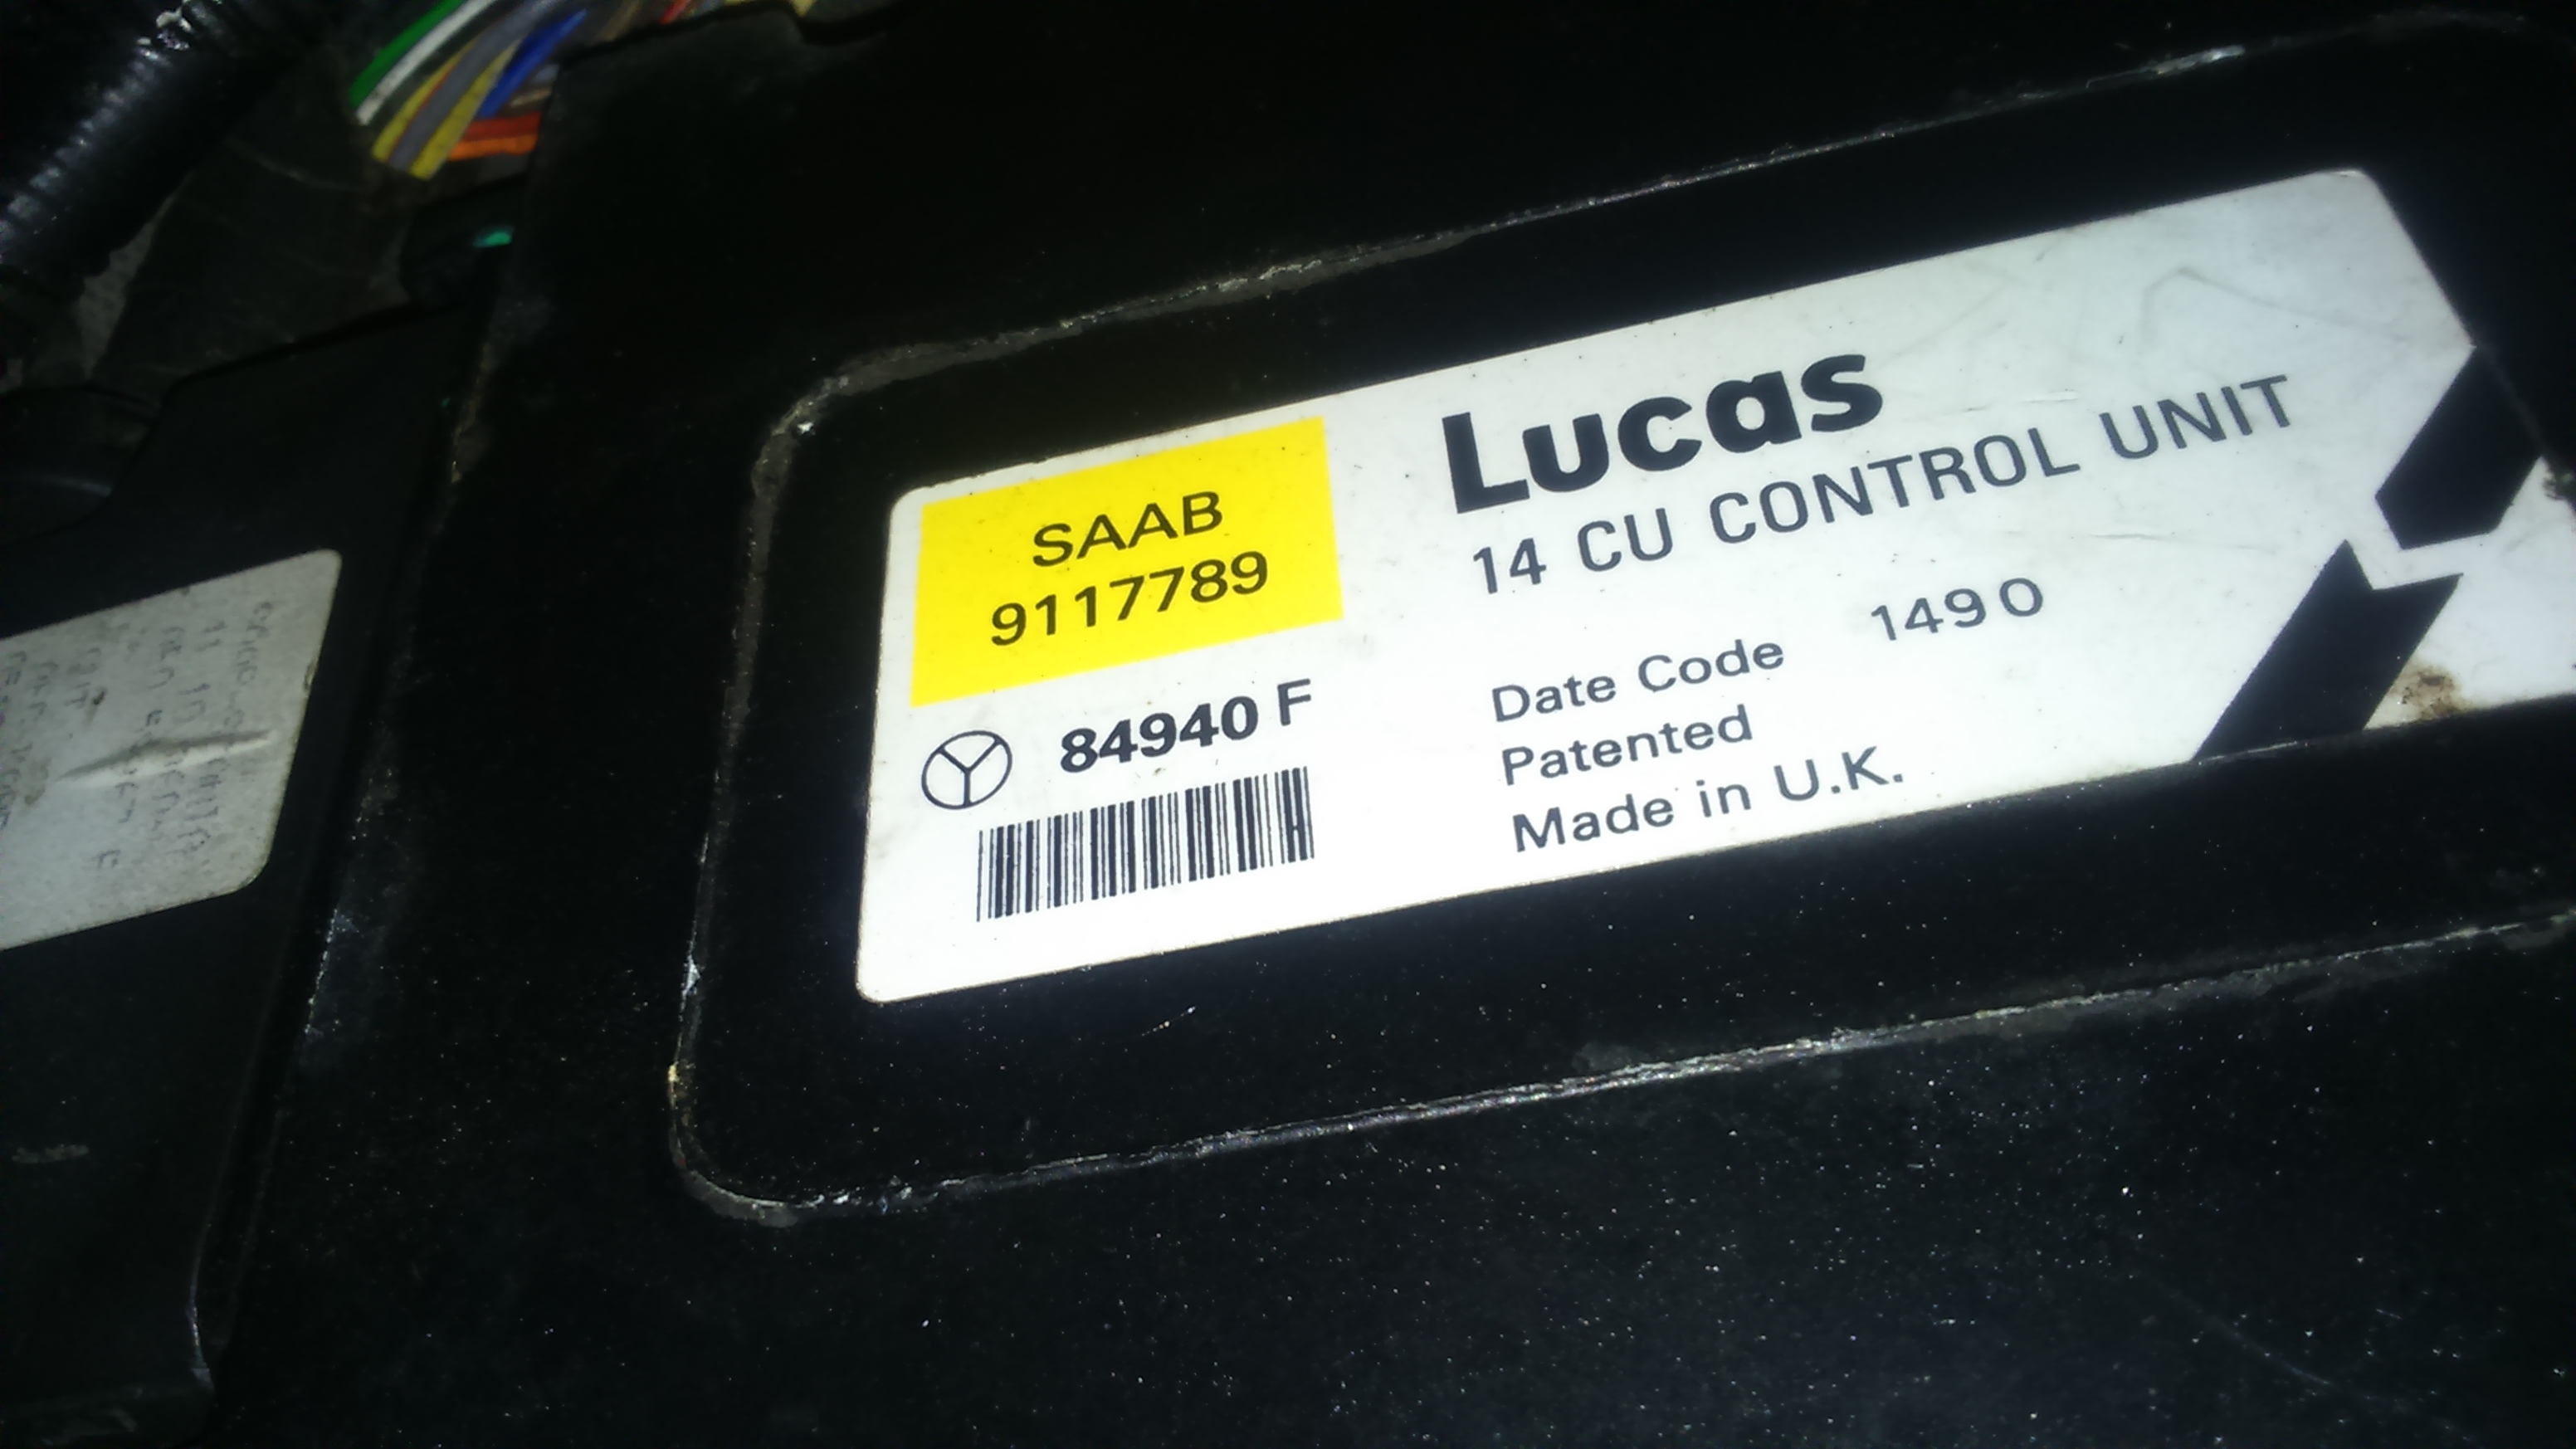 SAAB
9117789
84940 F
Lucas
14 CU CONTROL UNIT
Date Code 1490
Patented
Made in U.K.